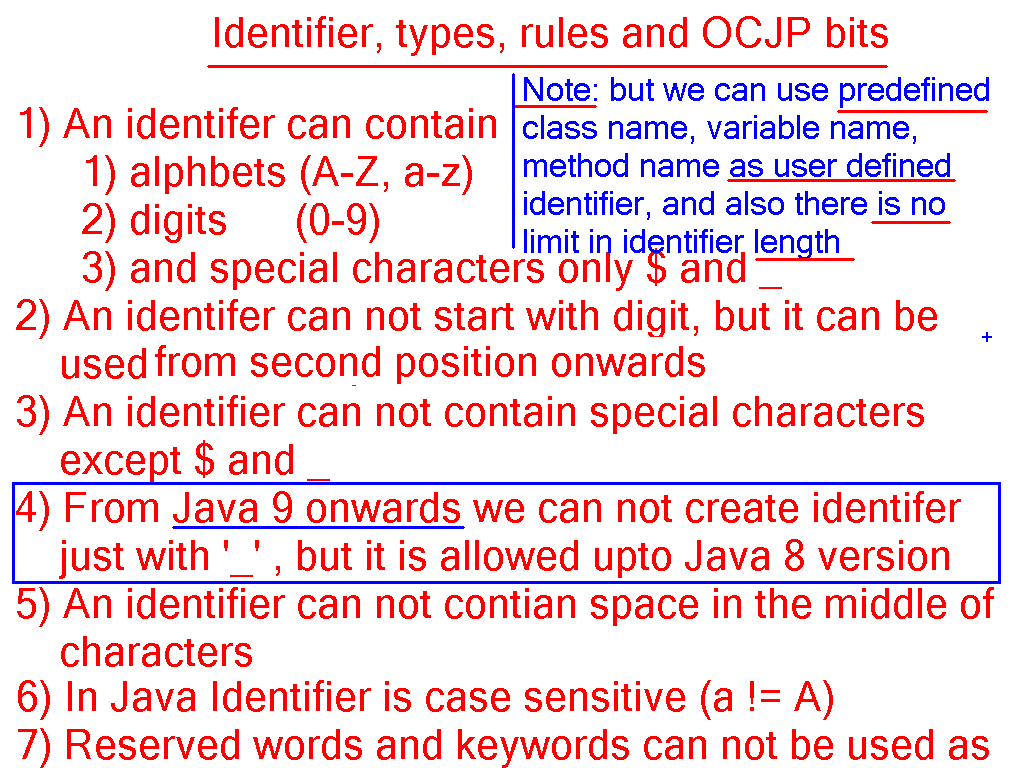 Identifier, types, rules and OCJP bits
1) An identifer can contain
1) alphbets (A-Z, a-z)
2) digits (0-9)
3) and special characters only $ and _
Note: but we can use predefined
class name, variable name,
method name as user defined
identifier, and also there is no
limit in identifier length
2) An identifer can not start with digit, but it can be
used from second position onwards
3) An identifier can not contain special characters
except $ and _
4) From Java 9 onwards we can not create identifer
just with '_' , but it is allowed upto Java 8 version
5) An identifier can not contian space in the middle of
characters
6) In Java Identifier is case sensitive (a != A)
7) Reserved words and keywords can not be used as